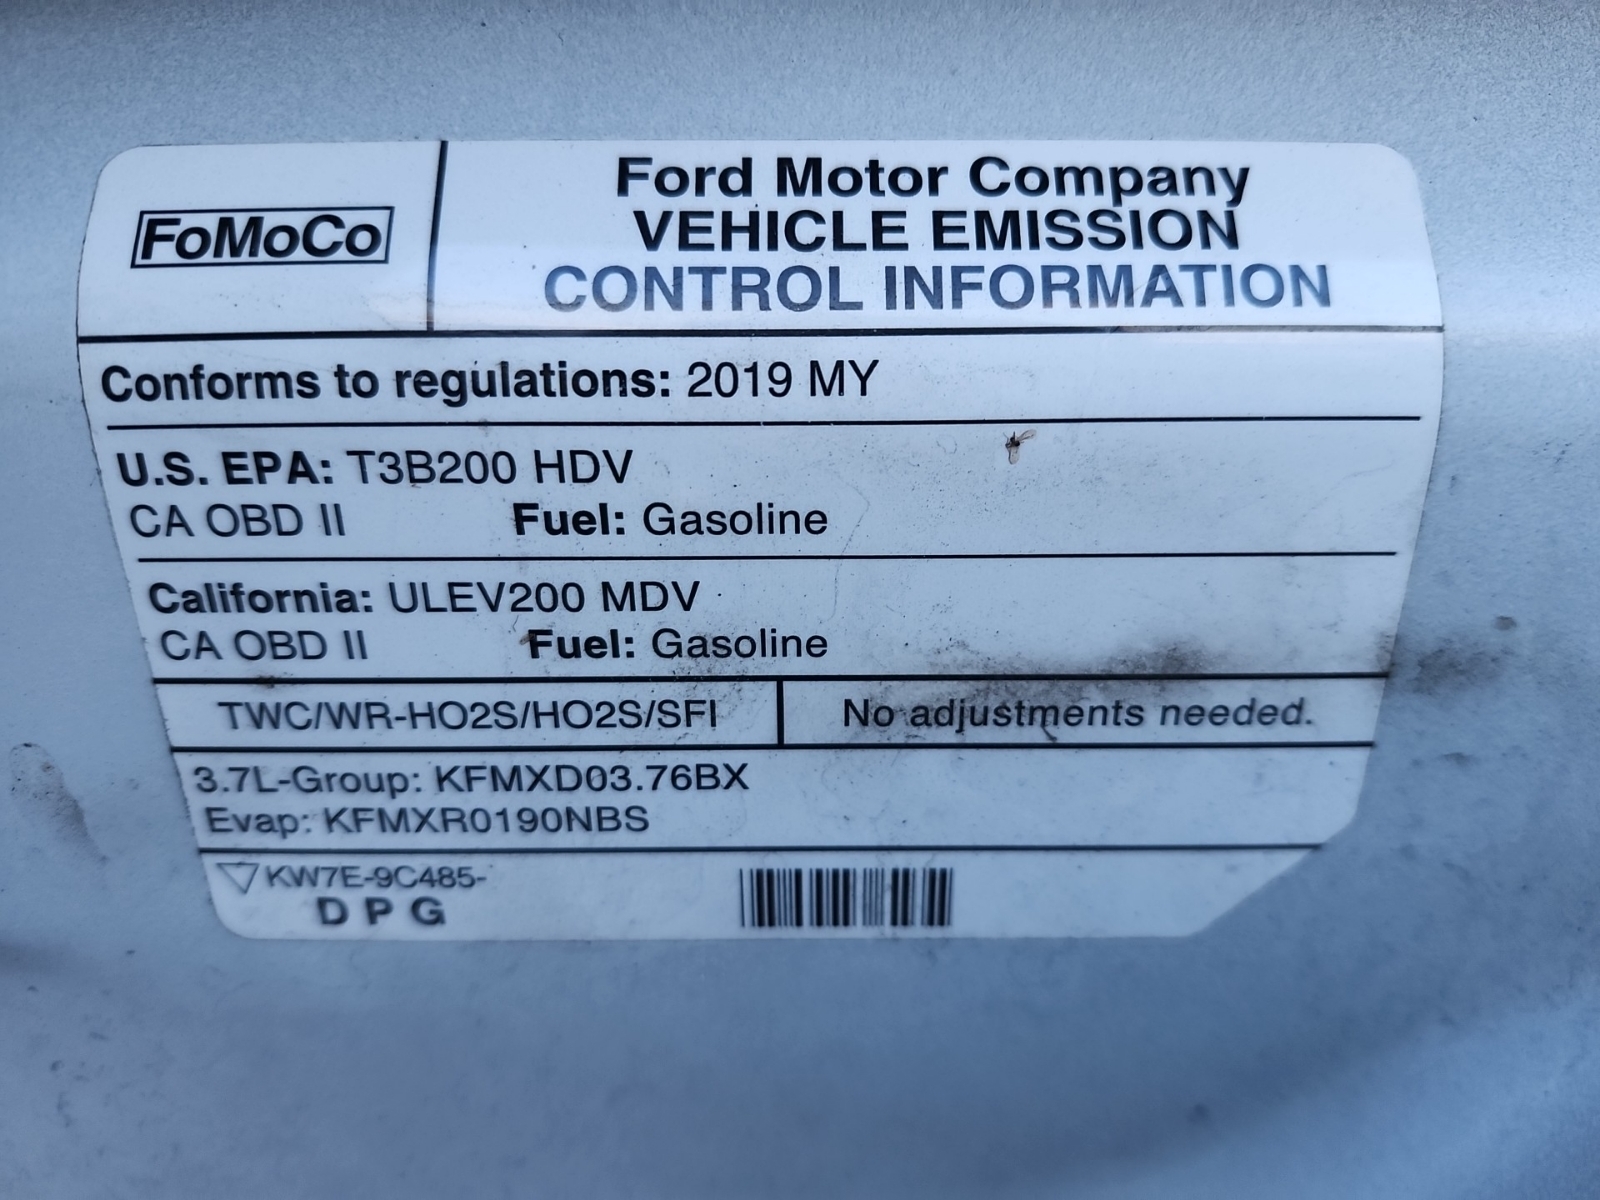 FoMoCo
Ford Motor Company
VEHICLE EMISSION
CONTROL INFORMATION
Conforms to regulations: 2019 MY
U.S. EPA: T3B200 HDV
CA OBD II Fuel: Gasoline
California: ULEV200 MDV
CA OBD II Fuel: Gasoline
TWC/WR-HO2S/HO2S/SFI No adjustments needed.
3.7L-Group: KFMXD03.76BX
Evap: KFMXR0190NBS
KW7E-9C485-
D P G